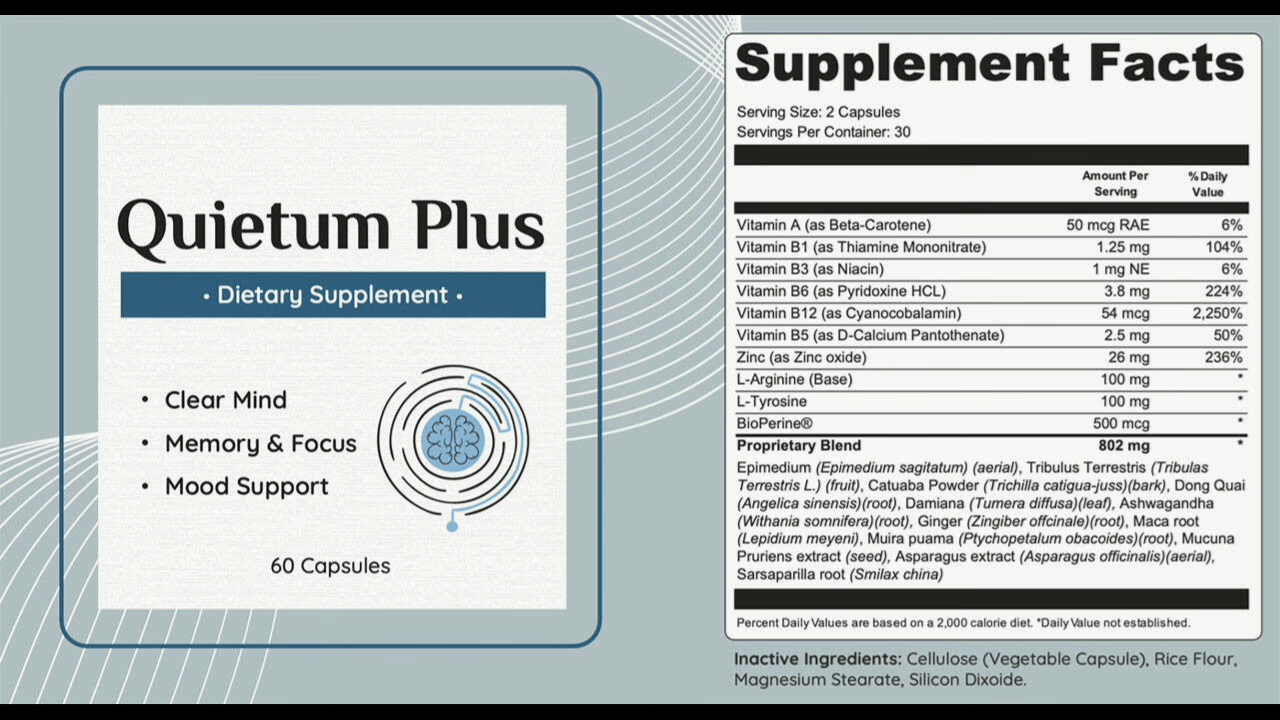 Quietum Plus
• Dietary Supplement •
• Clear Mind
• Memory & Focus
• Mood Support
60 Capsules
Supplement Facts
Serving Size: 2 Capsules
Servings Per Container: 30
Amount Per Serving % Daily Value
Vitamin A (as Beta-Carotene) 50 mcg RAE 6%
Vitamin B1 (as Thiamine Mononitrate) 1.25 mg 104%
Vitamin B3 (as Niacin) 1 mg NE 6%
Vitamin B6 (as Pyridoxine HCL) 3.8 mg 224%
Vitamin B12 (as Cyanocobalamin) 54 mcg 2,250%
Vitamin B5 (as D-Calcium Pantothenate) 2.5 mg 50%
Zinc (as Zinc oxide) 26 mg 236%
L-Arginine (Base) 100 mg *
L-Tyrosine 100 mg *
BioPerine® 500 mcg *
Proprietary Blend 802 mg *
Epimedium (Epimedium sagitatum) (aerial), Tribulus Terrestris (Tribulas
Terrestris L.) (fruit), Catuaba Powder (Trichilla catigua-juss)(bark), Dong Quai
(Angelica sinensis)(root), Damiana (Tumera diffusa)(leaf), Ashwagandha
(Withania somnifera)(root), Ginger (Zingiber offcinale)(root), Maca root
(Lepidium meyeni), Muira puama (Ptychopetalum obacoides)(root), Mucuna
Pruriens extract (seed), Asparagus extract (Asparagus officinalis)(aerial),
Sarsaparilla root (Smilax china)
Percent Daily Values are based on a 2,000 calorie diet. *Daily Value not established.
Inactive Ingredients: Cellulose (Vegetable Capsule), Rice Flour,
Magnesium Stearate, Silicon Dixoide.